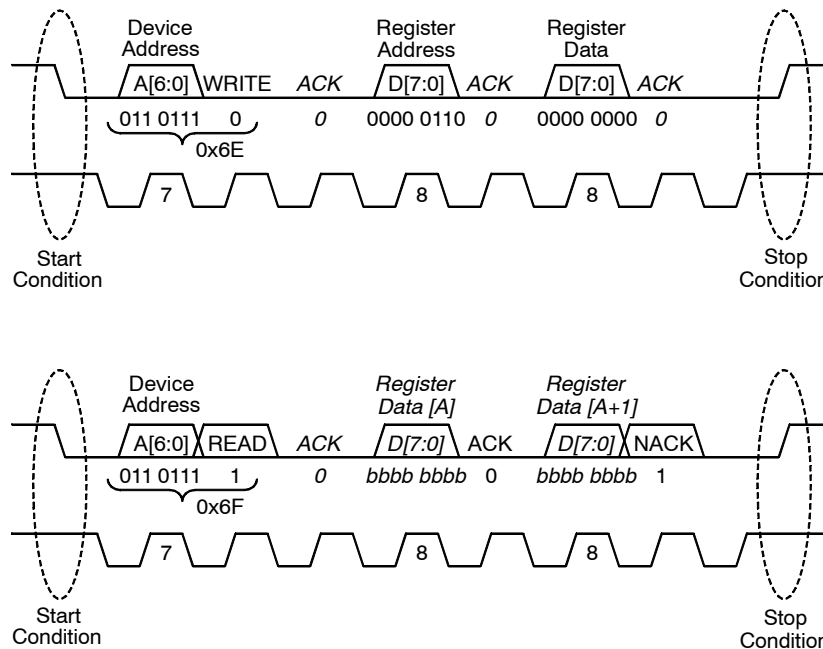 Device Register Register
Address Address Data
A[6:0] WRITE ACK D[7:0] ACK D[7:0] ACK
011 0111 0 0 0000 0110 0 0000 0000 0
0x6E
7 8 8
Start Stop
Condition Condition
Device Register Register
Address Data [A] Data [A+1]
A[6:0] READ ACK D[7:0] ACK D[7:0] NACK
011 0111 1 0 bbbb bbbb 0 bbbb bbbb 1
0x6F
7 8 8
Start Stop
Condition Condition